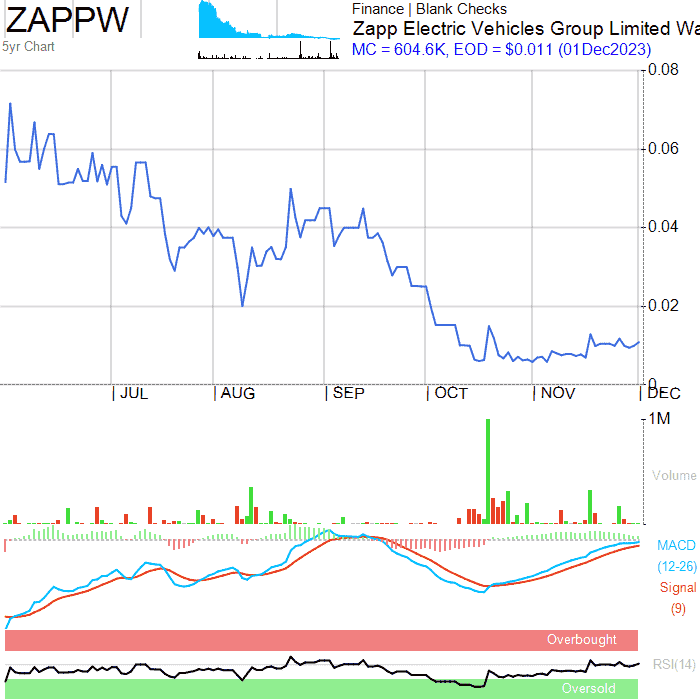 ZAPPW
5yr Chart
Finance | Blank Checks
Zapp Electric Vehicles Group Limited Wa
MC = 604.6K, EOD = $0.011 (01Dec2023)
0.08
0.06
0.04
0.02
0
| JUL | AUG | SEP | OCT | NOV | DEC
1M
Volume
MACD
(12-26)
Signal
(9)
Overbought
RSI(14)
Oversold